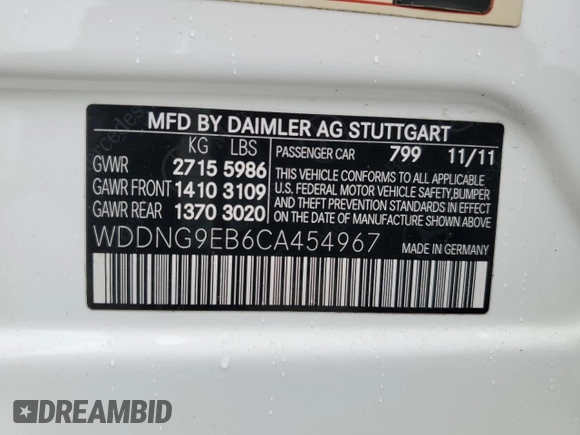 MFD BY DAIMLER AG STUTTGART
KG LBS
GVWR 2715 5986
GAWR FRONT 1410 3109
GAWR REAR 1370 3020
PASSENGER CAR 799 11/11
THIS VEHICLE CONFORMS TO ALL APPLICABLE
U.S. FEDERAL MOTOR VEHICLE SAFETY, BUMPER
AND THEFT PREVENTION STANDARDS IN EFFECT
ON THE DATE OF MANUFACTURE SHOWN ABOVE.
WDDNG9EB6CA454967 MADE IN GERMANY
DREAMBID